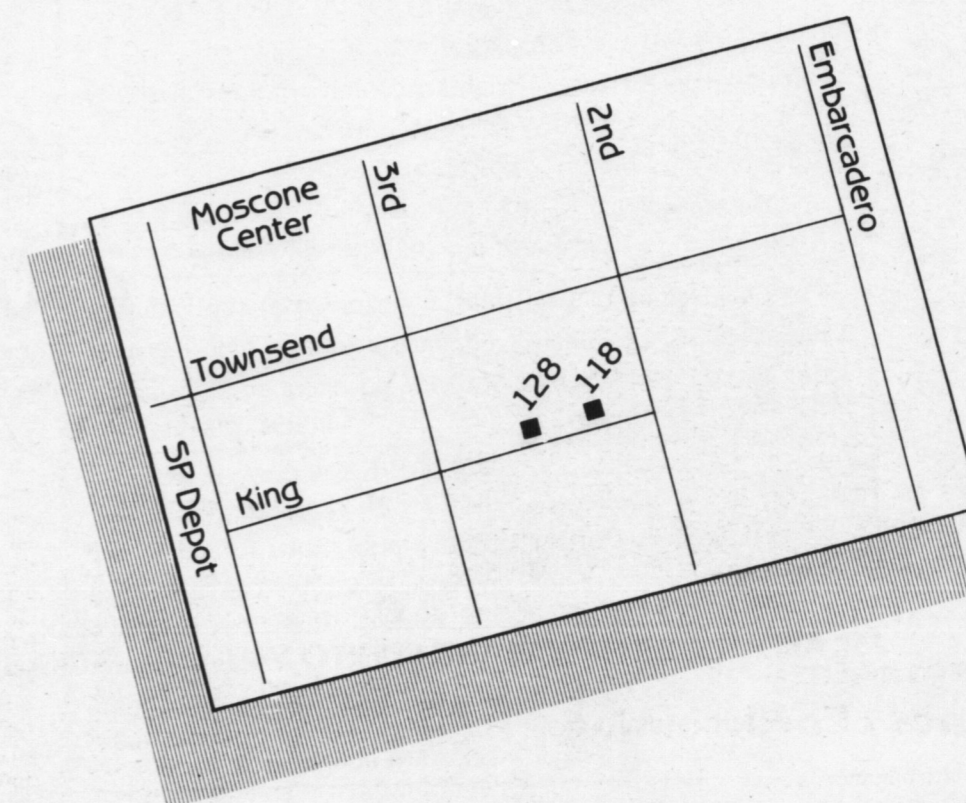 Moscone
Center
3rd
2nd
Embarcadero
Townsend
128
118
SP Depot
King